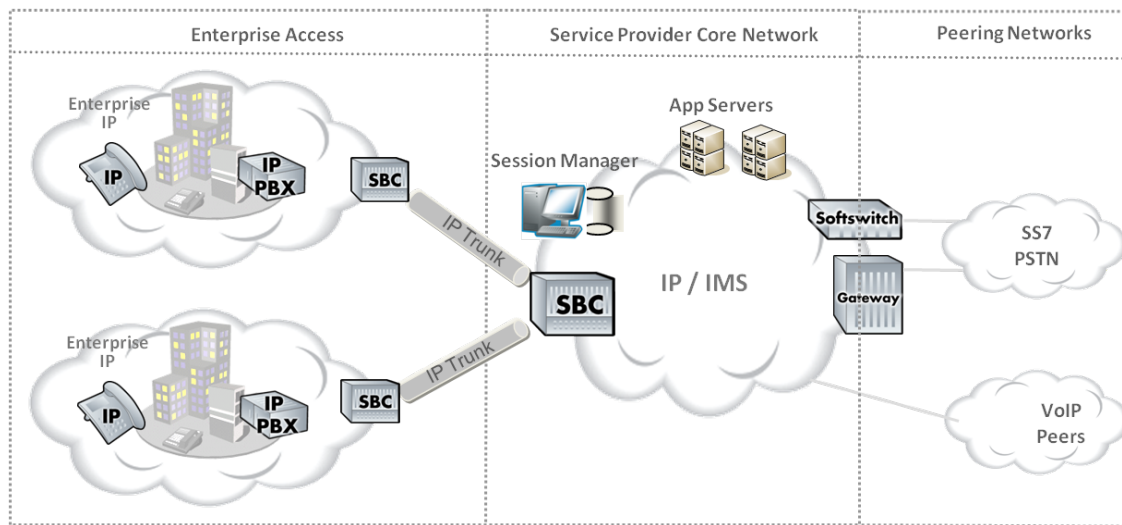 Enterprise Access
Service Provider Core Network
Peering Networks
Enterprise
IP
IP
IP
PBX
SBC
IP Trunk
Session Manager
App Servers
SBC
IP / IMS
Softswitch
Gateway
SS7
PSTN
Enterprise
IP
IP
IP
PBX
SBC
IP Trunk
VoIP
Peers